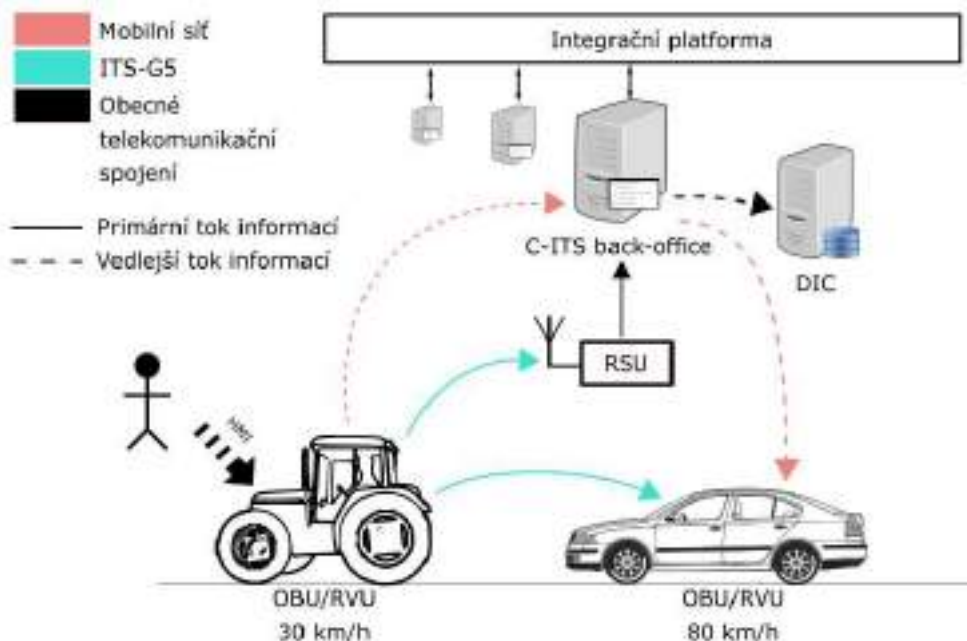 Mobilní síť
ITS-G5
Obecné
telekomunikační
spojení
Primární tok informací
Vedlejší tok informací
Integrační platforma
C-ITS back-office
DIC
RSU
HMI
OBU/RVU
30 km/h
OBU/RVU
80 km/h